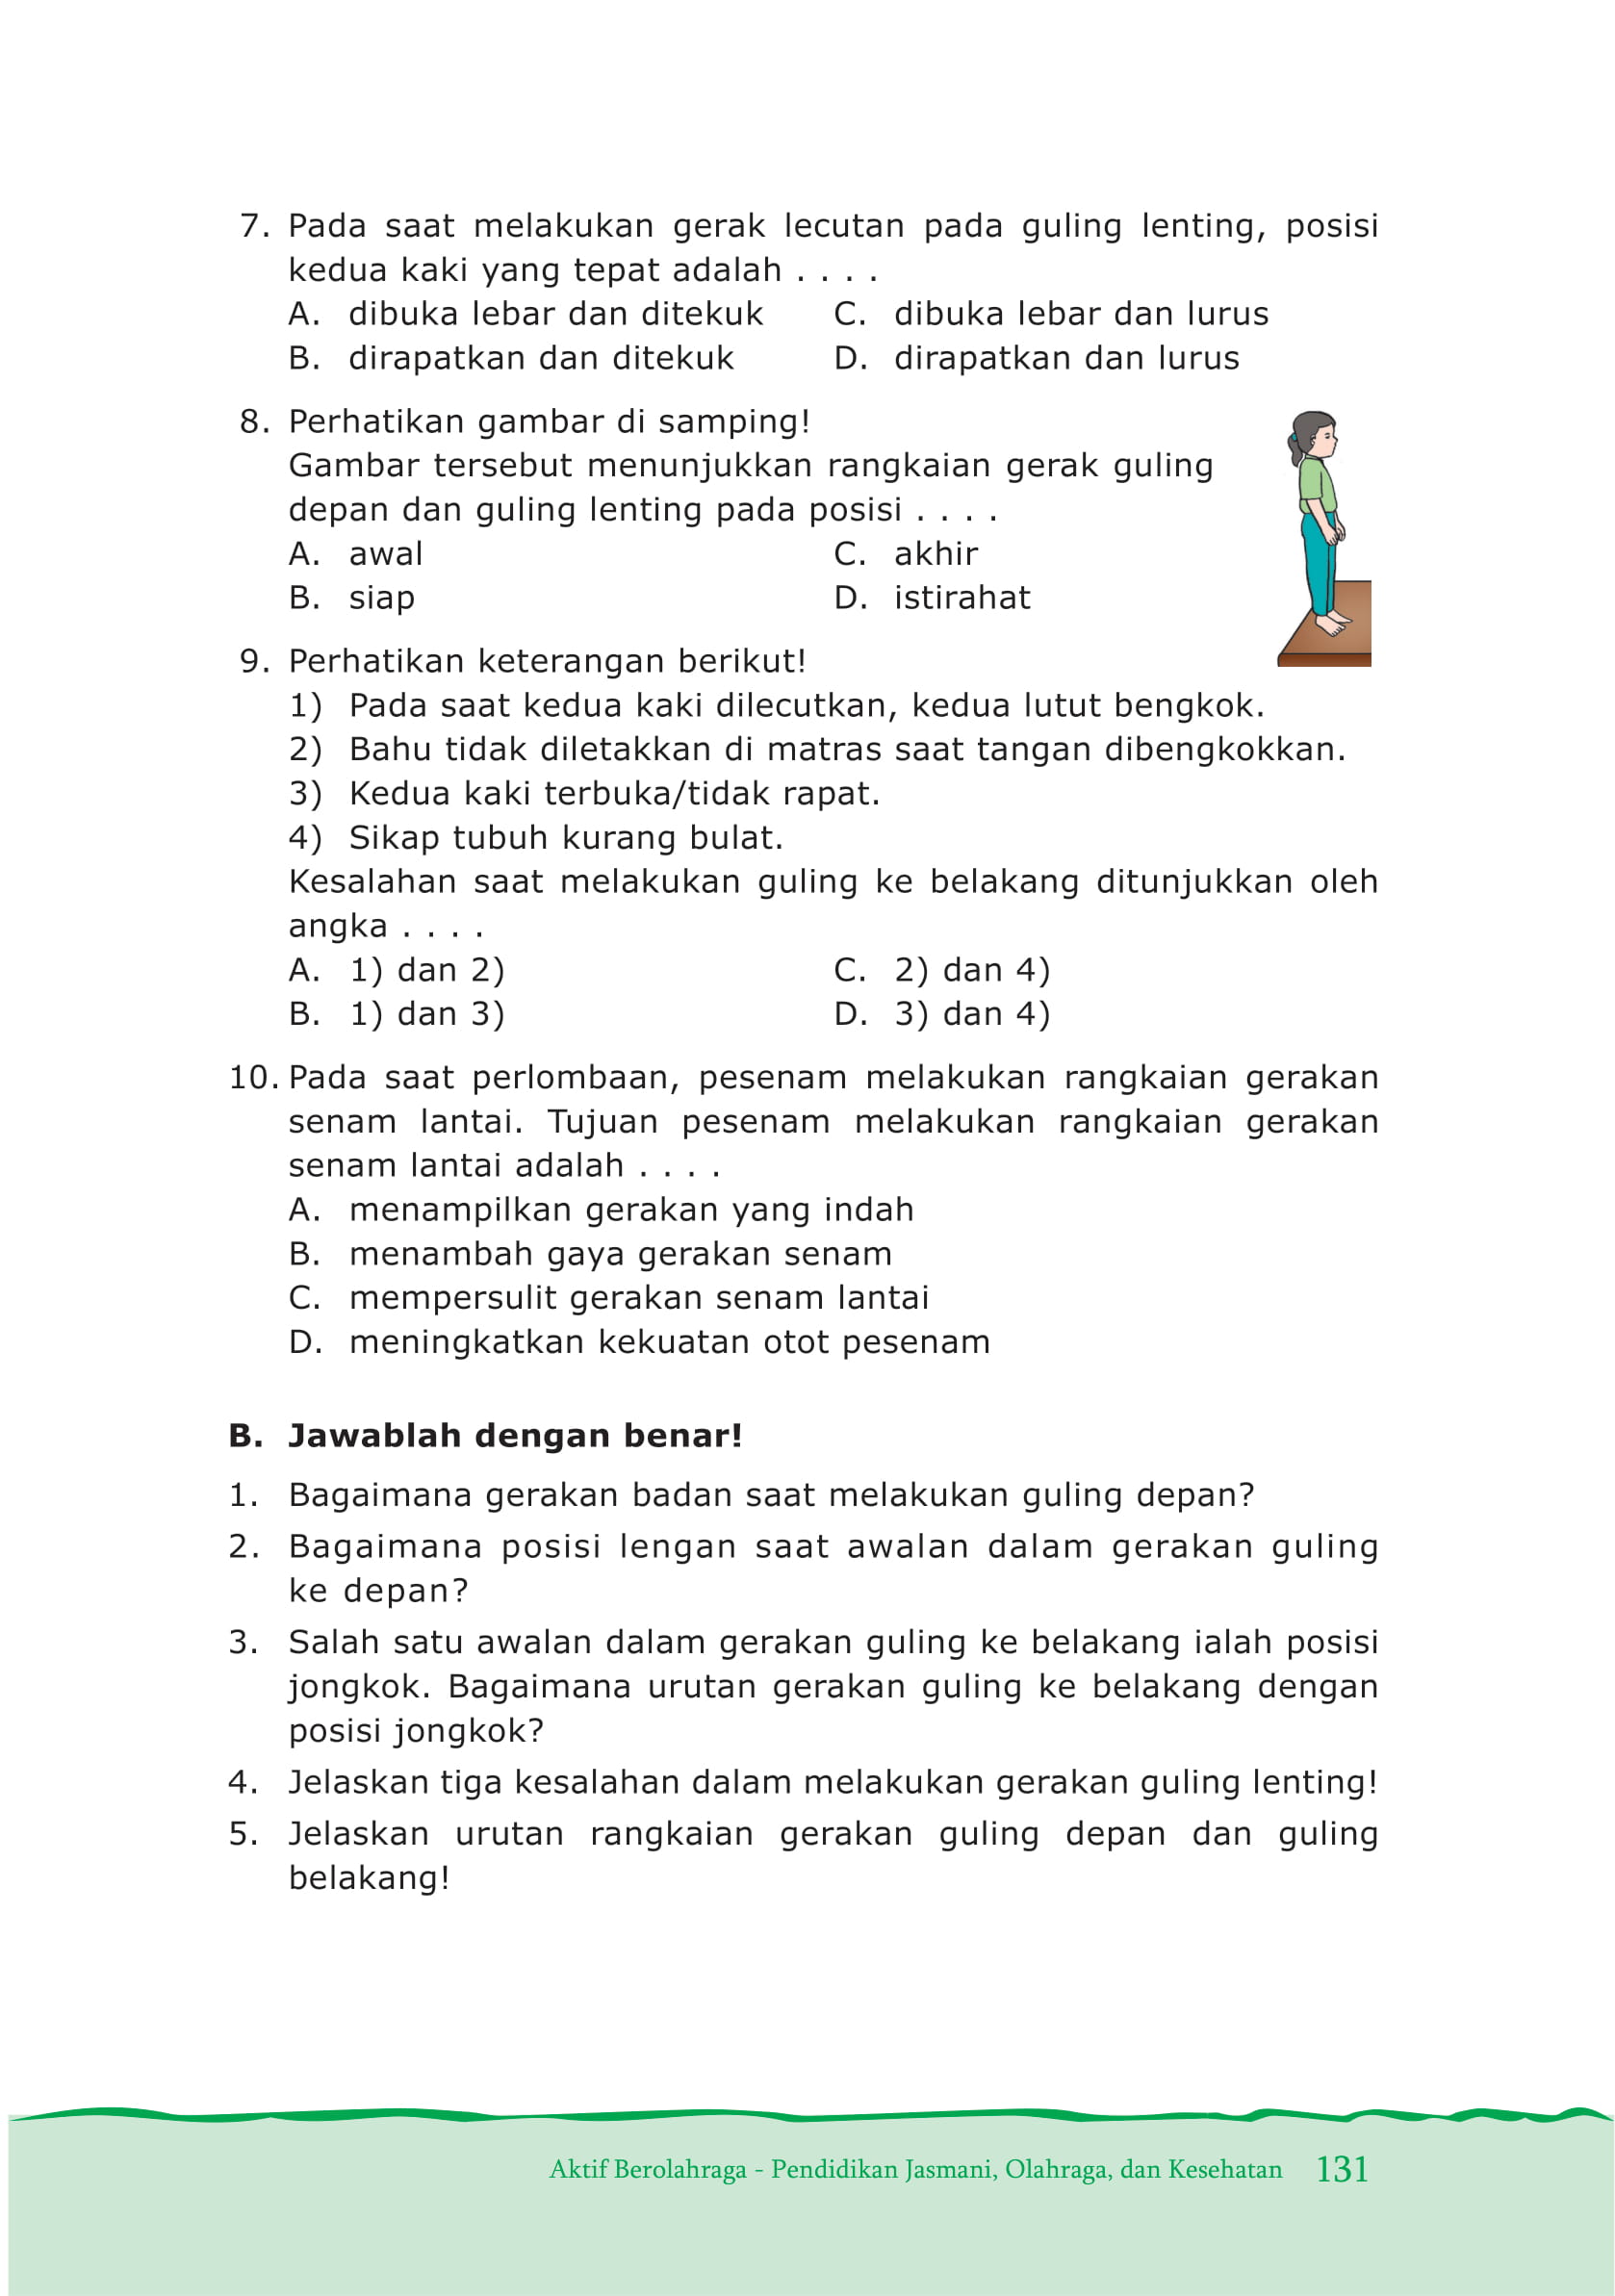 7. Pada saat melakukan gerak lecutan pada guling lenting, posisi
kedua kaki yang tepat adalah . . . .
A. dibuka lebar dan ditekuk C. dibuka lebar dan lurus
B. dirapatkan dan ditekuk D. dirapatkan dan lurus
8. Perhatikan gambar di samping!
Gambar tersebut menunjukkan rangkaian gerak guling
depan dan guling lenting pada posisi . . . .
A. awal C. akhir
B. siap D. istirahat
9. Perhatikan keterangan berikut!
1) Pada saat kedua kaki dilecutkan, kedua lutut bengkok.
2) Bahu tidak diletakkan di matras saat tangan dibengkokkan.
3) Kedua kaki terbuka/tidak rapat.
4) Sikap tubuh kurang bulat.
Kesalahan saat melakukan guling ke belakang ditunjukkan oleh
angka . . . .
A. 1) dan 2) C. 2) dan 4)
B. 1) dan 3) D. 3) dan 4)
10. Pada saat perlombaan, pesenam melakukan rangkaian gerakan
senam lantai. Tujuan pesenam melakukan rangkaian gerakan
senam lantai adalah . . . .
A. menampilkan gerakan yang indah
B. menambah gaya gerakan senam
C. mempersulit gerakan senam lantai
D. meningkatkan kekuatan otot pesenam
B. Jawablah dengan benar!
1. Bagaimana gerakan badan saat melakukan guling depan?
2. Bagaimana posisi lengan saat awalan dalam gerakan guling
ke depan?
3. Salah satu awalan dalam gerakan guling ke belakang ialah posisi
jongkok. Bagaimana urutan gerakan guling ke belakang dengan
posisi jongkok?
4. Jelaskan tiga kesalahan dalam melakukan gerakan guling lenting!
5. Jelaskan urutan rangkaian gerakan guling depan dan guling
belakang!
Aktif Berolahraga - Pendidikan Jasmani, Olahraga, dan Kesehatan 131